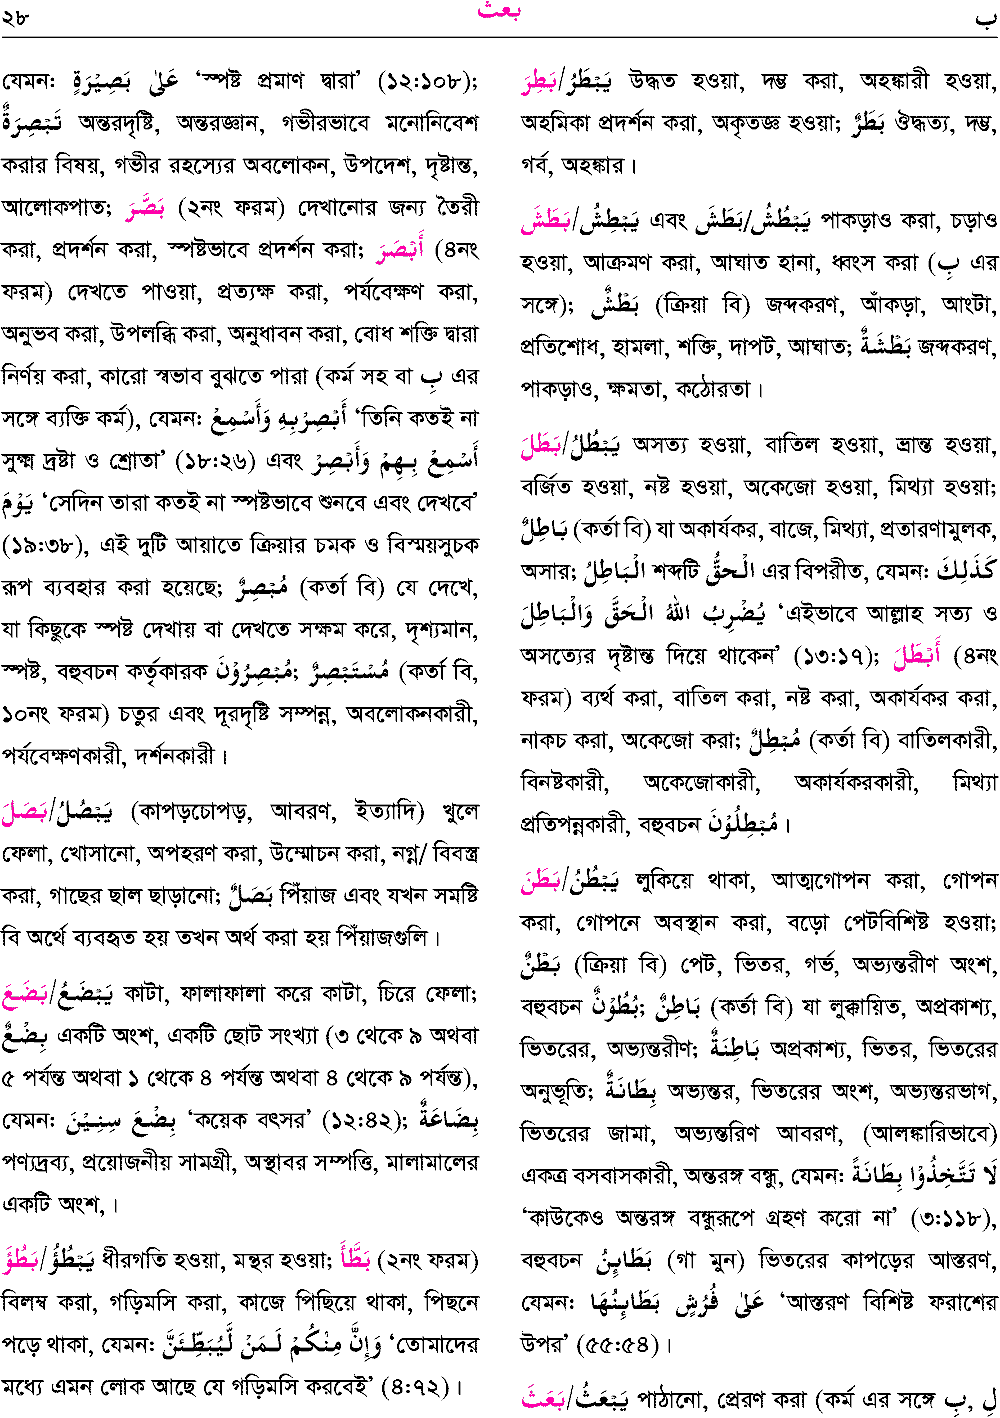 ২৮
بعث
ب
যেমন: عَلَىٰ بَصِيْرَةٍ ‘স্পষ্ট প্রমাণ দ্বারা’ (১২:১০৮);
تَبْصِرَةٌ অন্তরদৃষ্টি, অন্তরজ্ঞান, গভীরভাবে মনোনিবেশ
করার বিষয়, গভীর রহস্যের অবলোকন, উপদেশ, দৃষ্টান্ত,
আলোকপাত; بَصَّرَ (২নং ফরম) দেখানোর জন্য তৈরী
করা, প্রদর্শন করা, স্পষ্টভাবে প্রদর্শন করা; أَبْصَرَ (৪নং
ফরম) দেখতে পাওয়া, প্রত্যক্ষ করা, পর্যবেক্ষণ করা,
অনুভব করা, উপলব্ধি করা, অনুধাবন করা, বোধ শক্তি দ্বারা
নির্ণয় করা, কারো স্বভাব বুঝতে পারা (কর্ম সহ বা بِ এর
সঙ্গে ব্যক্তি কর্ম), যেমন: أَبْصِرْبِهِ وَأَسْمِعْ ‘তিনি কতই না
সুক্ষ্ম দ্রষ্টা ও শ্রোতা’ (১৮:২৬) এবং أَسْمِعْ بِهِمْ وَأَبْصِرْ
يَوْمَ ‘সেদিন তারা কতই না স্পষ্টভাবে শুনবে এবং দেখবে’
(১৯:৩৮), এই দুটি আয়াতে ক্রিয়ার চমক ও বিস্ময়সুচক
রূপ ব্যবহার করা হয়েছে; مُبْصِرٌ (কর্তা বি) যে দেখে,
যা কিছুকে স্পষ্ট দেখায় বা দেখতে সক্ষম করে, দৃশ্যমান,
স্পষ্ট, বহুবচন কর্তৃকারক مُبْصِرُوْنَ; مُسْتَبْصِرٌ (কর্তা বি,
১০নং ফরম) চতুর এবং দূরদৃষ্টি সম্পন্ন, অবলোকনকারী,
পর্যবেক্ষণকারী, দর্শনকারী।
بَصَلَ/يَبْصُلُ (কাপড়চোপড়, আবরণ, ইত্যাদি) খুলে
ফেলা, খোসানো, অপহরণ করা, উম্মোচন করা, নগ্ন/ বিবস্ত্র
করা, গাছের ছাল ছাড়ানো; بَصَلٌ পিঁয়াজ এবং যখন সমষ্টি
বি অর্থে ব্যবহৃত হয় তখন অর্থ করা হয় পিঁয়াজগুলি।
بَضَعَ/يَبْضَعُ কাটা, ফালাফালা করে কাটা, চিরে ফেলা;
بِضْعٌ একটি অংশ, একটি ছোট সংখ্যা (৩ থেকে ৯ অথবা
৫ পর্যন্ত অথবা ১ থেকে ৪ পর্যন্ত অথবা ৪ থেকে ৯ পর্যন্ত),
যেমন: بِضْعَ سِنِيْنَ ‘কয়েক বৎসর’ (১২:৪২); بِضَاعَةٌ
পণ্যদ্রব্য, প্রয়োজনীয় সামগ্রী, অস্থাবর সম্পত্তি, মালামালের
একটি অংশ,।
بَطُؤَ/يَبْطُؤُ ধীরগতি হওয়া, মন্থর হওয়া; بَطَّأَ (২নং ফরম)
বিলম্ব করা, গড়িমসি করা, কাজে পিছিয়ে থাকা, পিছনে
পড়ে থাকা, যেমন: وَإِنَّ مِنْكُمْ لَمَنْ لَّيُبَطِّئَنَّ ‘তোমাদের
মধ্যে এমন লোক আছে যে গড়িমসি করবেই’ (৪:৭২)।
بَطِرَ/يَبْطَرُ উদ্ধত হওয়া, দম্ভ করা, অহঙ্কারী হওয়া,
অহমিকা প্রদর্শন করা, অকৃতজ্ঞ হওয়া; بَطَرٌ ঔদ্ধত্য, দম্ভ,
গর্ব, অহঙ্কার।
بَطَشَ/يَبْطِشُ এবং بَطَشَ/يَبْطُشُ পাকড়াও করা, চড়াও
হওয়া, আক্রমণ করা, আঘাত হানা, ধ্বংস করা (بِ এর
সঙ্গে); بَطْشٌ (ক্রিয়া বি) জব্দকরণ, আঁকড়া, আংটা,
প্রতিশোধ, হামলা, শক্তি, দাপট, আঘাত; بَطْشَةٌ জব্দকরণ,
পাকড়াও, ক্ষমতা, কঠোরতা।
بَطَلَ/يَبْطُلُ অসত্য হওয়া, বাতিল হওয়া, ভ্রান্ত হওয়া,
বর্জিত হওয়া, নষ্ট হওয়া, অকেজো হওয়া, মিথ্যা হওয়া;
بَاطِلٌ (কর্তা বি) যা অকার্যকর, বাজে, মিথ্যা, প্রতারণামুলক,
অসার; الْبَاطِلُ শব্দটি الْحقُّ এর বিপরীত, যেমন: كَذَلِكَ
يُضْرِبُ اللهُ الْحَقَّ وَالْبَاطِلَ ‘এইভাবে আল্লাহ সত্য ও
অসত্যের দৃষ্টান্ত দিয়ে থাকেন’ (১৩:১৭); أَبْطَلَ (৪নং
ফরম) ব্যর্থ করা, বাতিল করা, নষ্ট করা, অকার্যকর করা,
নাকচ করা, অকেজো করা; مُبْطِلٌ (কর্তা বি) বাতিলকারী,
বিনষ্টকারী, অকেজোকারী, অকার্যকরকারী, মিথ্যা
প্রতিপন্নকারী, বহুবচন مُبْطِلُوْنَ।
بَطَنَ/يَبْطُنُ লুকিয়ে থাকা, আত্মগোপন করা, গোপন
করা, গোপনে অবস্থান করা, বড়ো পেটবিশিষ্ট হওয়া;
بَطْنٌ (ক্রিয়া বি) পেট, ভিতর, গর্ভ, অভ্যন্তরীণ অংশ,
বহুবচন بُطُوْنٌ; بَاطِنٌ (কর্তা বি) যা লুক্কায়িত, অপ্রকাশ্য,
ভিতরের, অভ্যন্তরীণ; بَاطِنَةٌ অপ্রকাশ্য, ভিতর, ভিতরের
অনুভূতি; بِطَانَةٌ অভ্যন্তর, ভিতরের অংশ, অভ্যন্তরভাগ,
ভিতরের জামা, অভ্যন্তরিণ আবরণ, (আলঙ্কারিভাবে)
একত্র বসবাসকারী, অন্তরঙ্গ বন্ধু, যেমন: لَا تَتَّخِذُوْا بِطَانَةً
‘কাউকেও অন্তরঙ্গ বন্ধুরূপে গ্রহণ করো না’ (৩:১১৮),
বহুবচন بَطَايِنُ (গা মুন) ভিতরের কাপড়ের আস্তরণ,
যেমন: عَلَىٰ فُرُشٍ بَطَايِنُهَا ‘আস্তরণ বিশিষ্ট ফরাশের
উপর’ (৫৫:৫৪)।
بَعَثَ/يَبْعَثُ পাঠানো, প্রেরণ করা (কর্ম এর সঙ্গে بِ, لِ